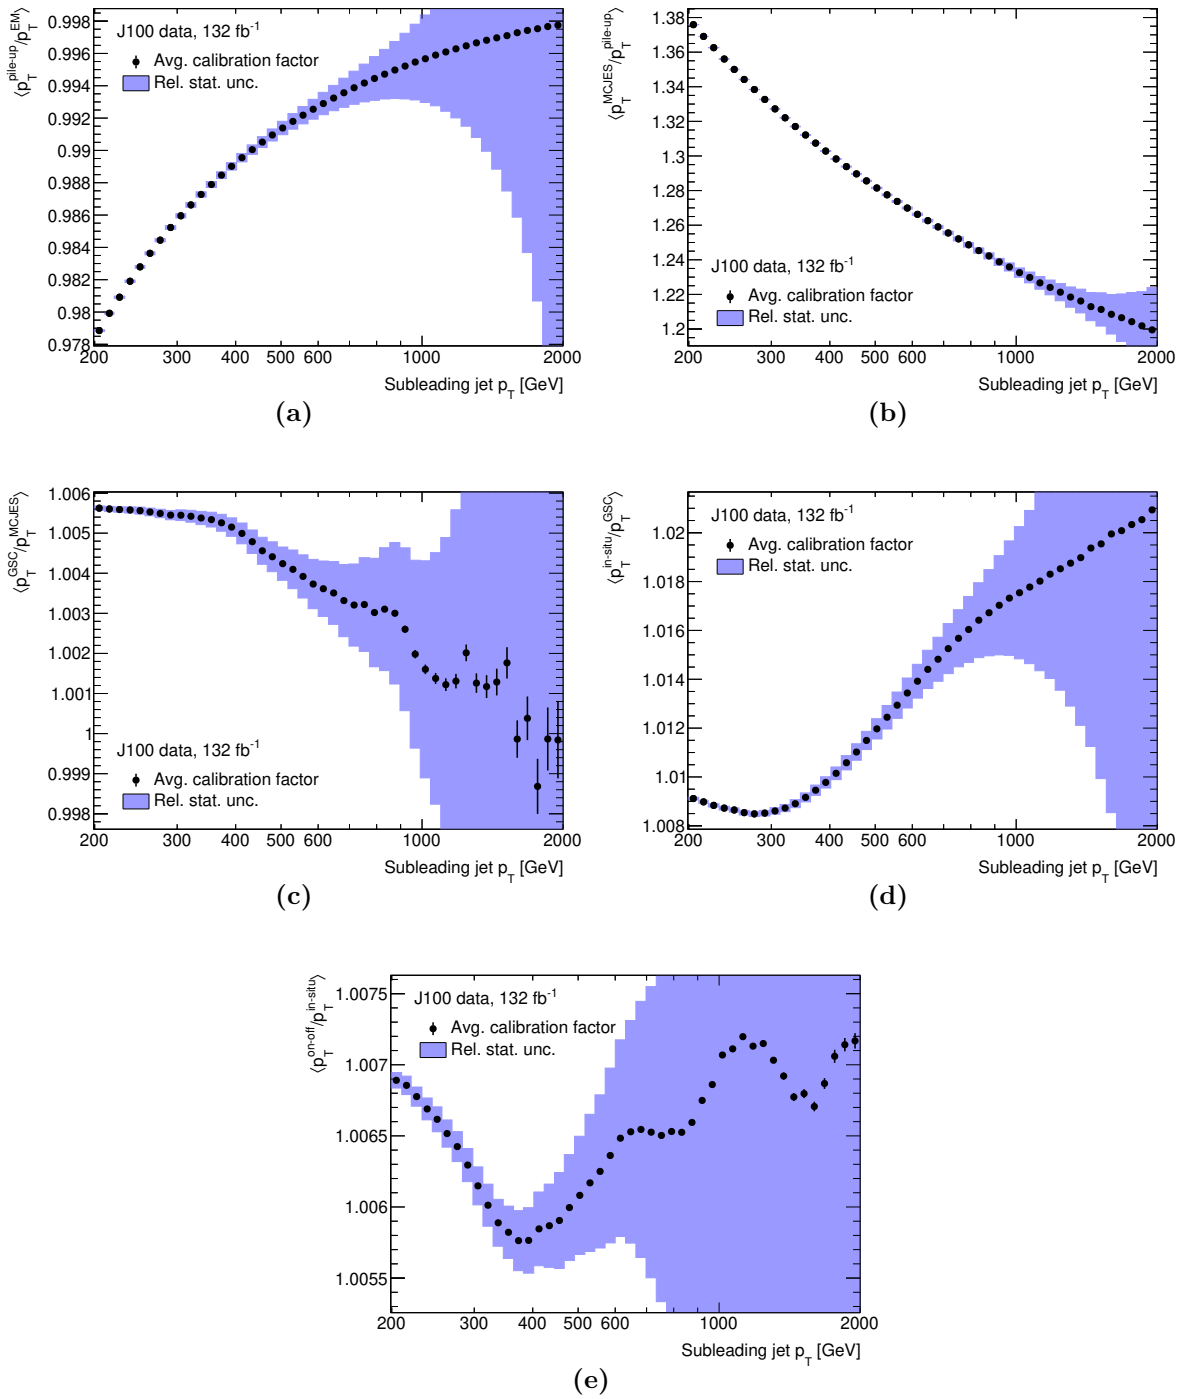 ⟨p_T^pile-up/p_T^EM⟩
J100 data, 132 fb⁻¹
Avg. calibration factor
Rel. stat. unc.
0.998
0.996
0.994
0.992
0.99
0.988
0.986
0.984
0.982
0.98
0.978
200 300 400 500 600 1000 2000
Subleading jet p_T [GeV]
(a)
⟨p_T^MCJES/p_T^pile-up⟩
1.38
1.36
1.34
1.32
1.3
1.28
1.26
1.24
1.22
1.2
J100 data, 132 fb⁻¹
Avg. calibration factor
Rel. stat. unc.
200 300 400 500 600 1000 2000
Subleading jet p_T [GeV]
(b)
⟨p_T^GSC/p_T^MCJES⟩
1.006
1.005
1.004
1.003
1.002
1.001
1
0.999
0.998
J100 data, 132 fb⁻¹
Avg. calibration factor
Rel. stat. unc.
200 300 400 500 600 1000 2000
Subleading jet p_T [GeV]
(c)
⟨p_T^in-situ/p_T^GSC⟩
J100 data, 132 fb⁻¹
Avg. calibration factor
Rel. stat. unc.
1.02
1.018
1.016
1.014
1.012
1.01
1.008
200 300 400 500 600 1000 2000
Subleading jet p_T [GeV]
(d)
⟨p_T^on-off/p_T^in-situ⟩
J100 data, 132 fb⁻¹
Avg. calibration factor
Rel. stat. unc.
1.0075
1.007
1.0065
1.006
1.0055
200 300 400 500 600 1000 2000
Subleading jet p_T [GeV]
(e)